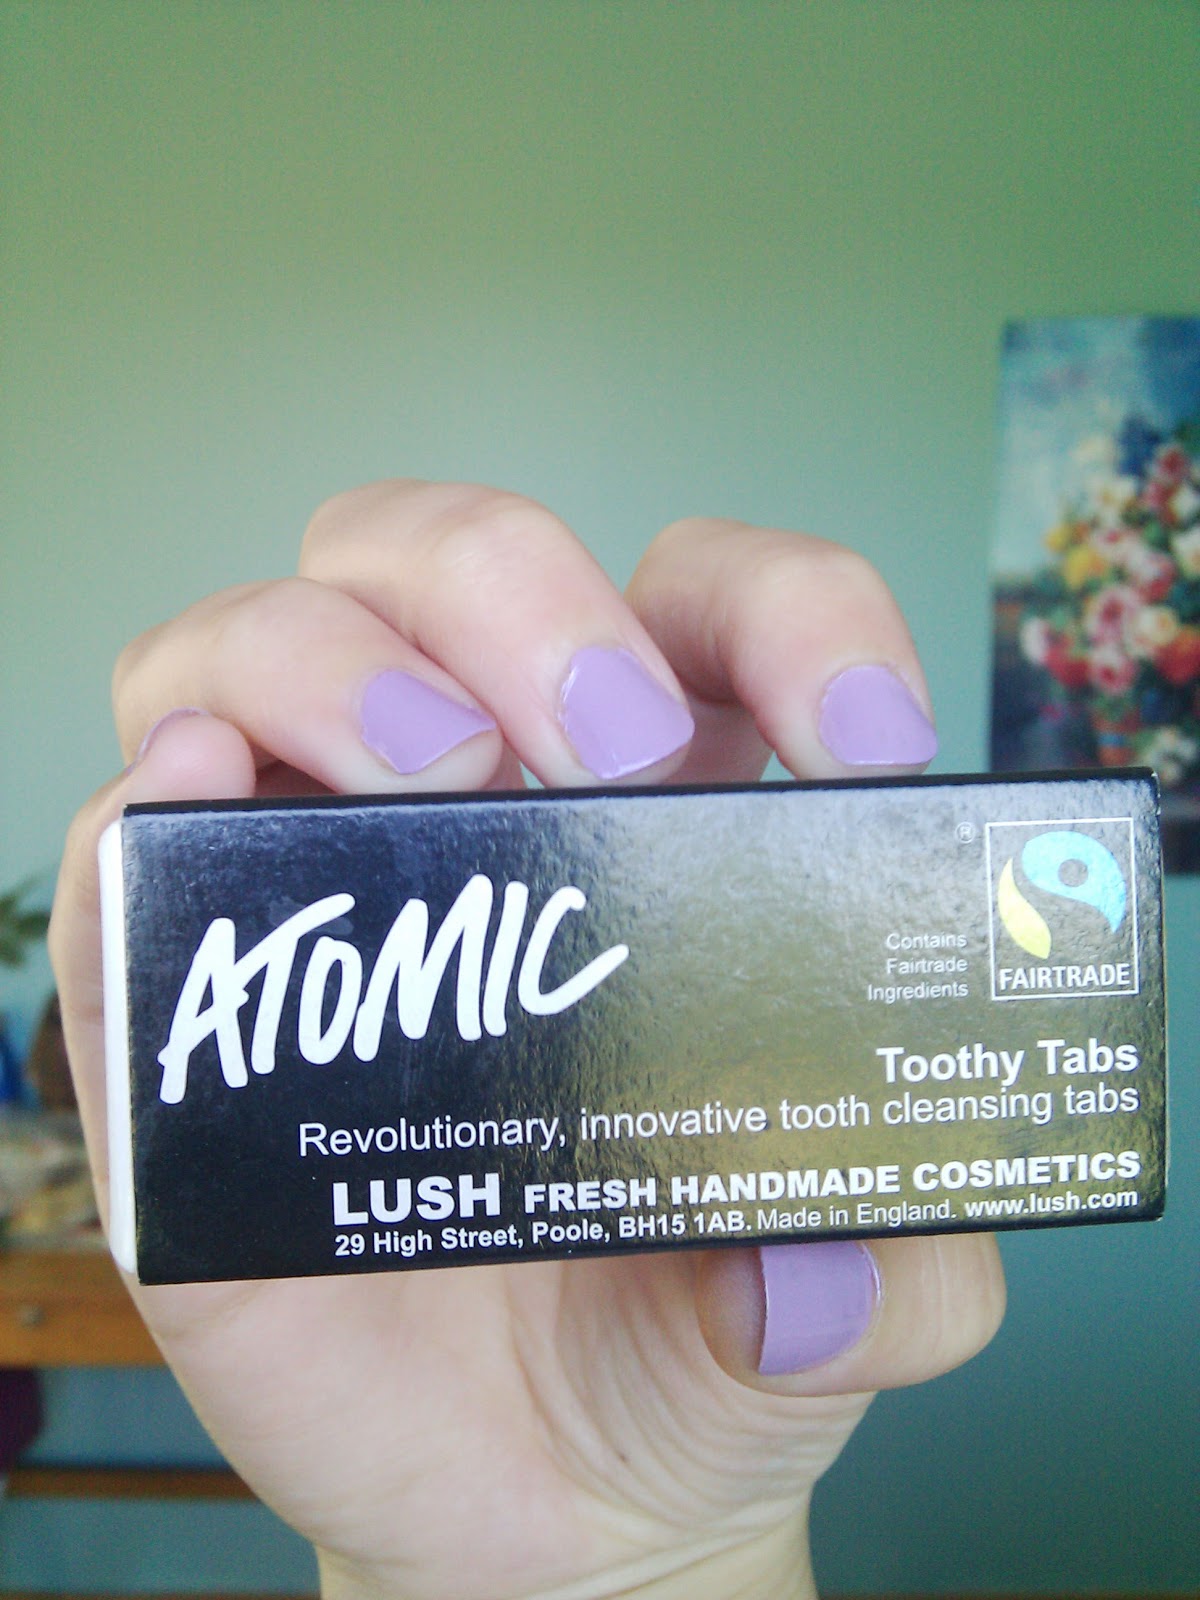 ATOMIC
®
FAIRTRADE
Contains
Fairtrade
Ingredients
Toothy Tabs
Revolutionary, innovative tooth cleansing tabs
LUSH FRESH HANDMADE COSMETICS
29 High Street, Poole, BH15 1AB. Made in England. www.lush.com